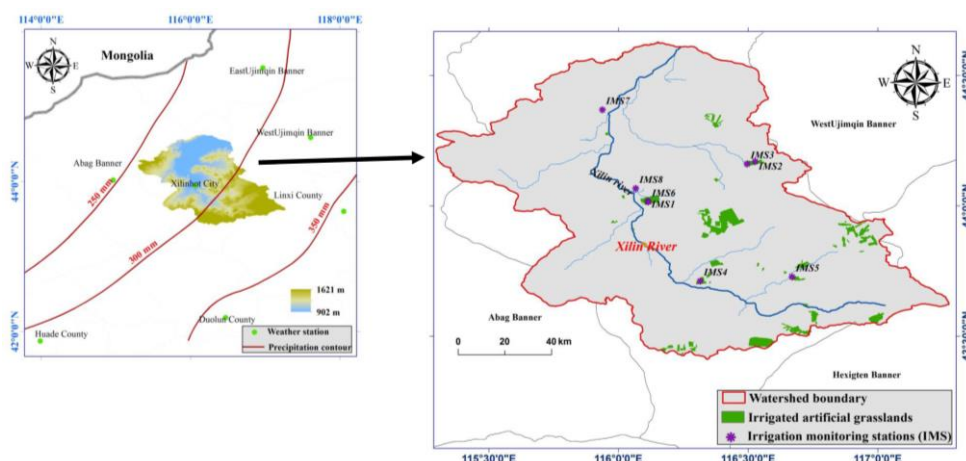 114°0'0"E
116°0'0"E
118°0'0"E
Mongolia
N
W E
S
EastUjimqin Banner
WestUjimqin Banner
Abag Banner
44°0'0"N
Xilinhot City
Linxi County
250 mm
300 mm
350 mm
1621 m
902 m
Duolun County
Huade County
42°0'0"N
Weather station
Precipitation contour
N
W E
S
IMS7
WestUjimqin Banner
IMS3
IMS2
IMS8
Xilin river
IMS6
IMS1
Xilin River
IMS4
IMS5
Abag Banner
0 20 40 km
Hexigten Banner
Watershed boundary
Irrigated artificial grasslands
Irrigation monitoring stations (IMS)
115°30'0"E
116°0'0"E
116°30'0"E
117°0'0"E